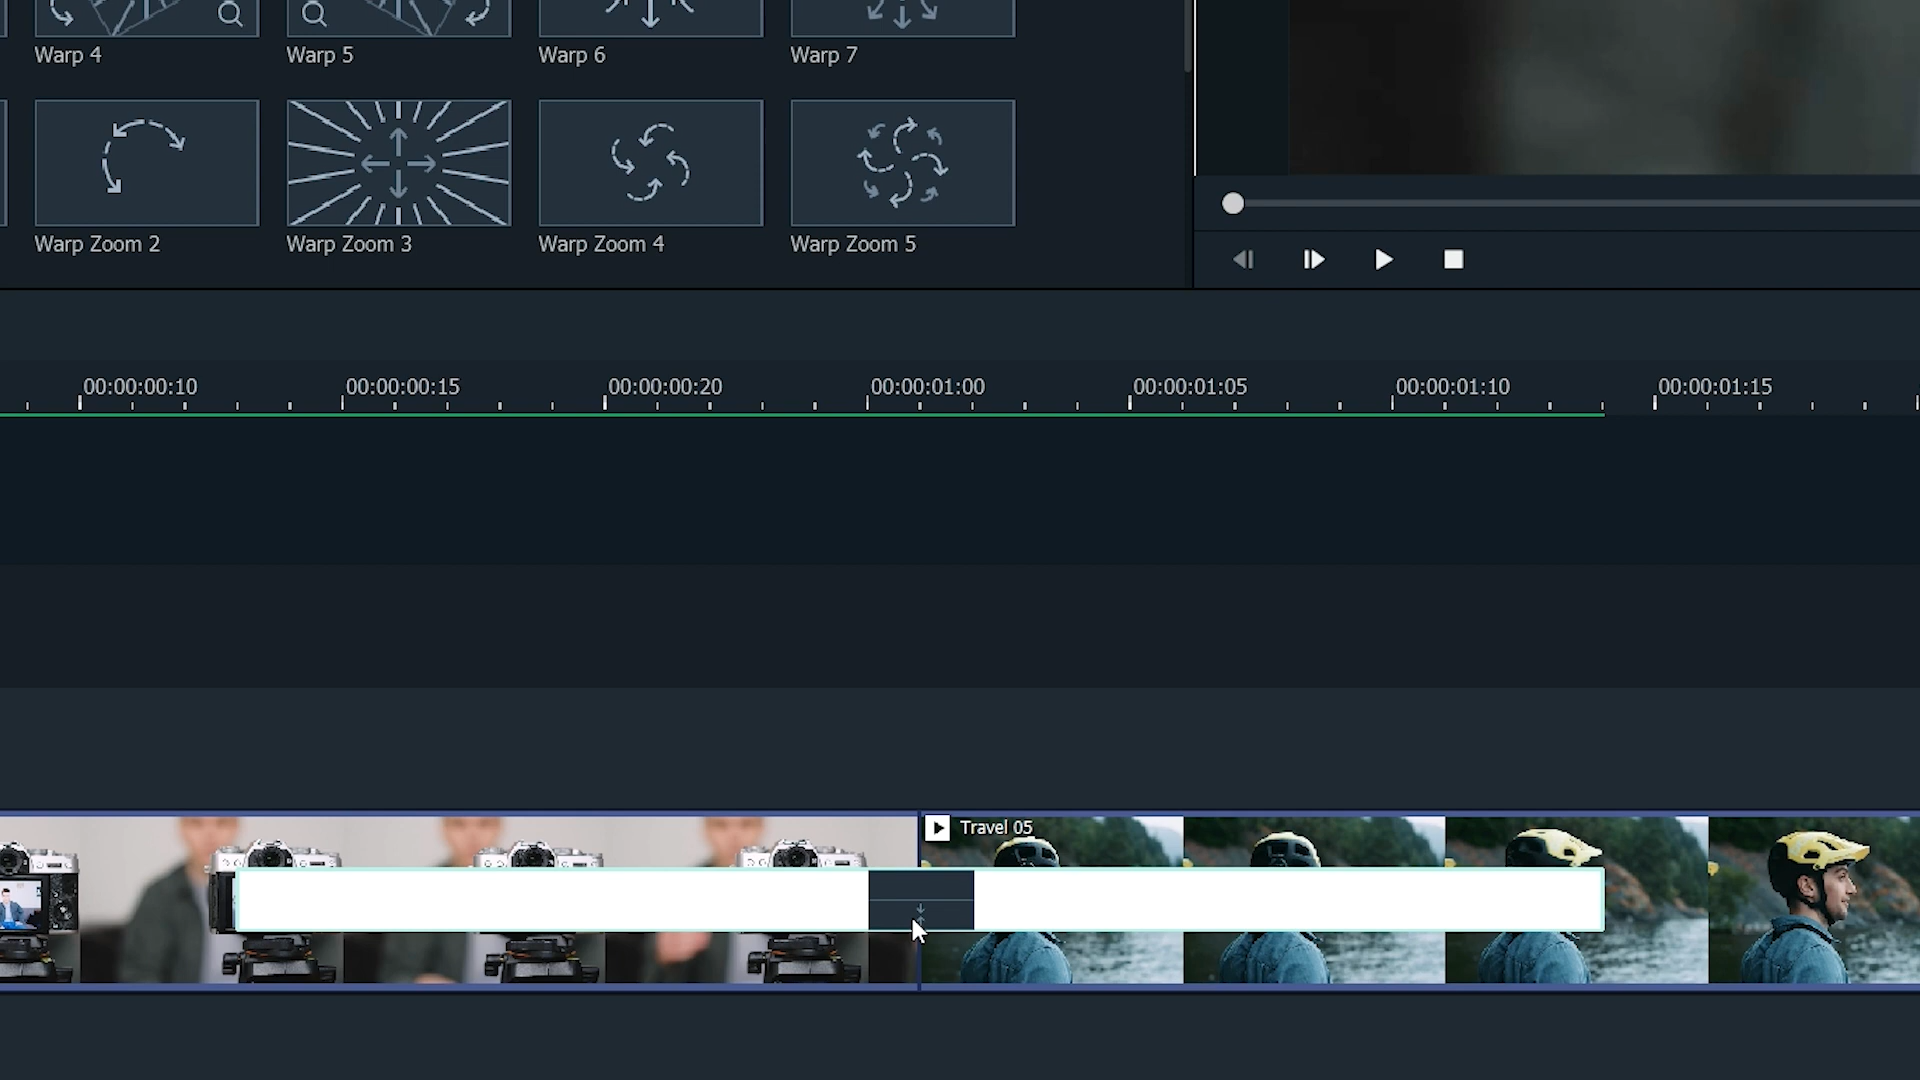 Warp 4
Warp 5
Warp 6
Warp 7
Warp Zoom 2
Warp Zoom 3
Warp Zoom 4
Warp Zoom 5
00:00:00:10
00:00:00:15
00:00:00:20
00:00:01:00
00:00:01:05
00:00:01:10
00:00:01:15
Travel 05